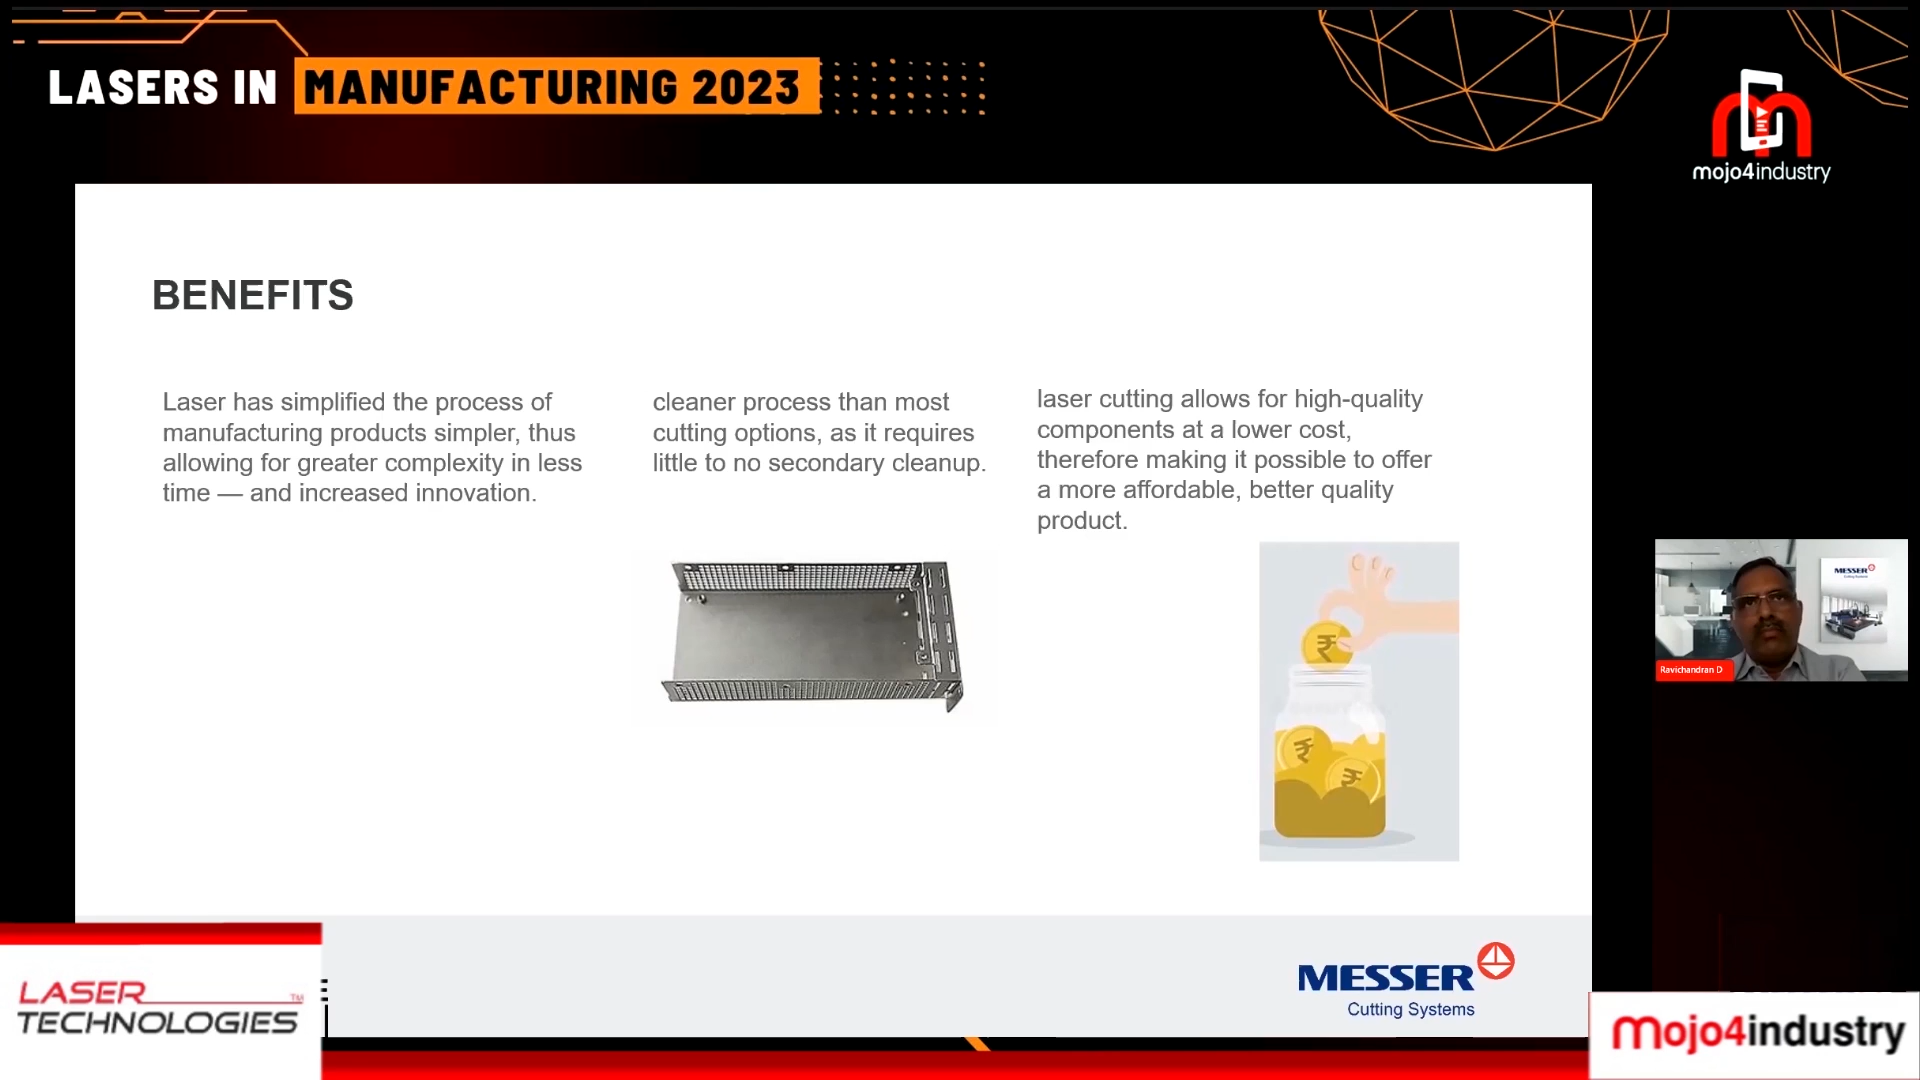 LASERS IN MANUFACTURING 2023
mojo4industry
BENEFITS
Laser has simplified the process of
manufacturing products simpler, thus
allowing for greater complexity in less
time — and increased innovation.
cleaner process than most
cutting options, as it requires
little to no secondary cleanup.
laser cutting allows for high-quality
components at a lower cost,
therefore making it possible to offer
a more affordable, better quality
product.
₹
₹
₹
MESSER
Cutting Systems
Ravichandran D
LASER TM
TECHNOLOGIES
MESSER
Cutting Systems
mojo4industry